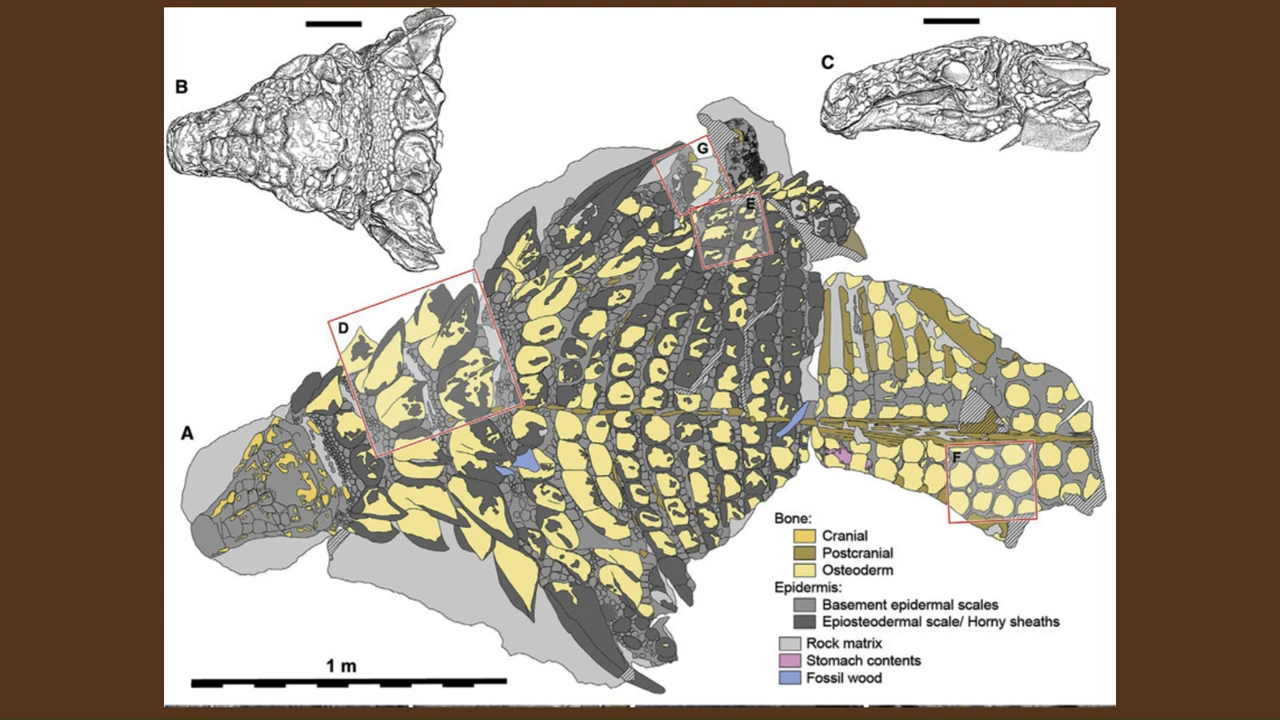 B
C
G
E
D
A
F
Bone:
Cranial
Postcranial
Osteoderm
Epidermis:
Basement epidermal scales
Epiosteodermal scale/ Horny sheaths
Rock matrix
Stomach contents
Fossil wood
1 m